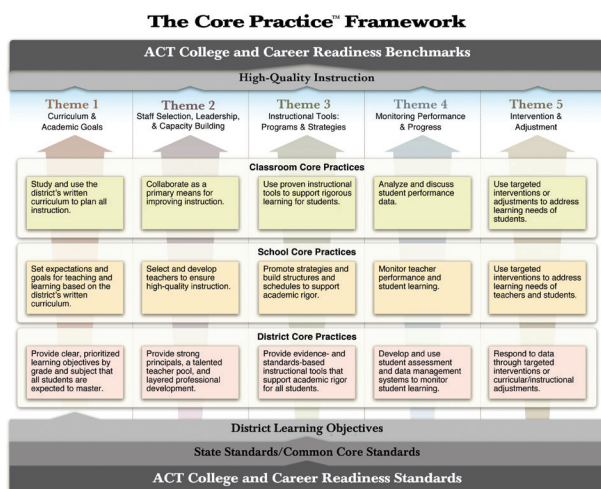 The Core Practice™ Framework
ACT College and Career Readiness Benchmarks
High-Quality Instruction
Theme 1
Curriculum &
Academic Goals
Theme 2
Staff Selection, Leadership,
& Capacity Building
Theme 3
Instructional Tools:
Programs & Strategies
Theme 4
Monitoring Performance
& Progress
Theme 5
Intervention &
Adjustment
Classroom Core Practices
Study and use the
district's written
curriculum to plan all
instruction.
Collaborate as a
primary means for
improving instruction.
Use proven instructional
tools to support rigorous
learning for students.
Analyze and discuss
student performance
data.
Use targeted
interventions or
adjustments to address
learning needs of
students.
School Core Practices
Set expectations and
goals for teaching and
learning based on the
district's written
curriculum.
Select and develop
teachers to ensure
high-quality instruction.
Promote strategies and
build structures and
schedules to support
academic rigor.
Monitor teacher
performance and
student learning.
Use targeted
interventions to address
learning needs of
teachers and students.
District Core Practices
Provide clear, prioritized
learning objectives by
grade and subject that
all students are
expected to master.
Provide strong
principals, a talented
teacher pool, and
layered professional
development.
Provide evidence- and
standards-based
instructional tools that
support academic rigor
for all students.
Develop and use
student assessment
and data management
systems to monitor
student learning.
Respond to data
through targeted
interventions or
curricular/instructional
adjustments.
District Learning Objectives
State Standards/Common Core Standards
ACT College and Career Readiness Standards